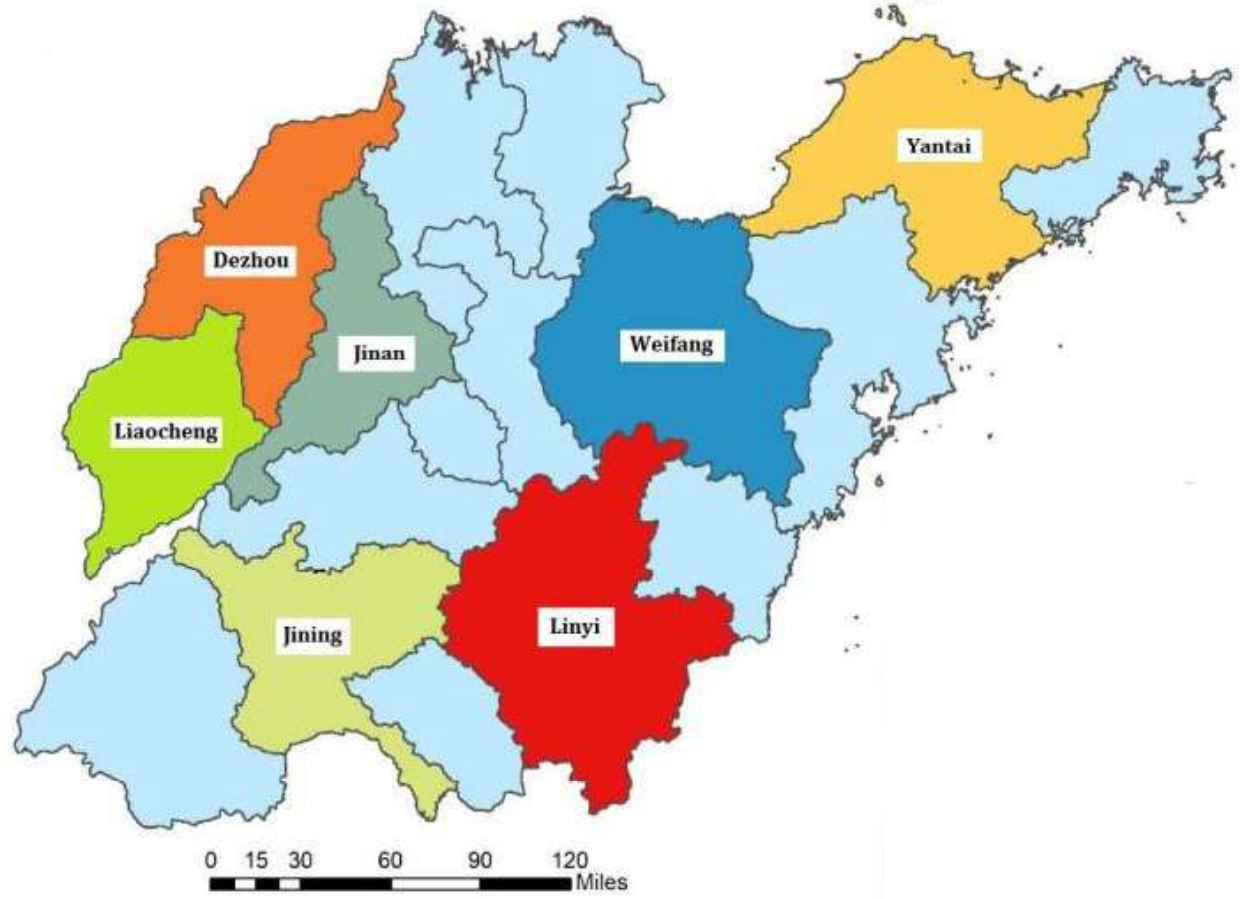 Yantai
Dezhou
Jinan
Weifang
Liaocheng
Linyi
Jining
0 15 30 60 90 120
Miles